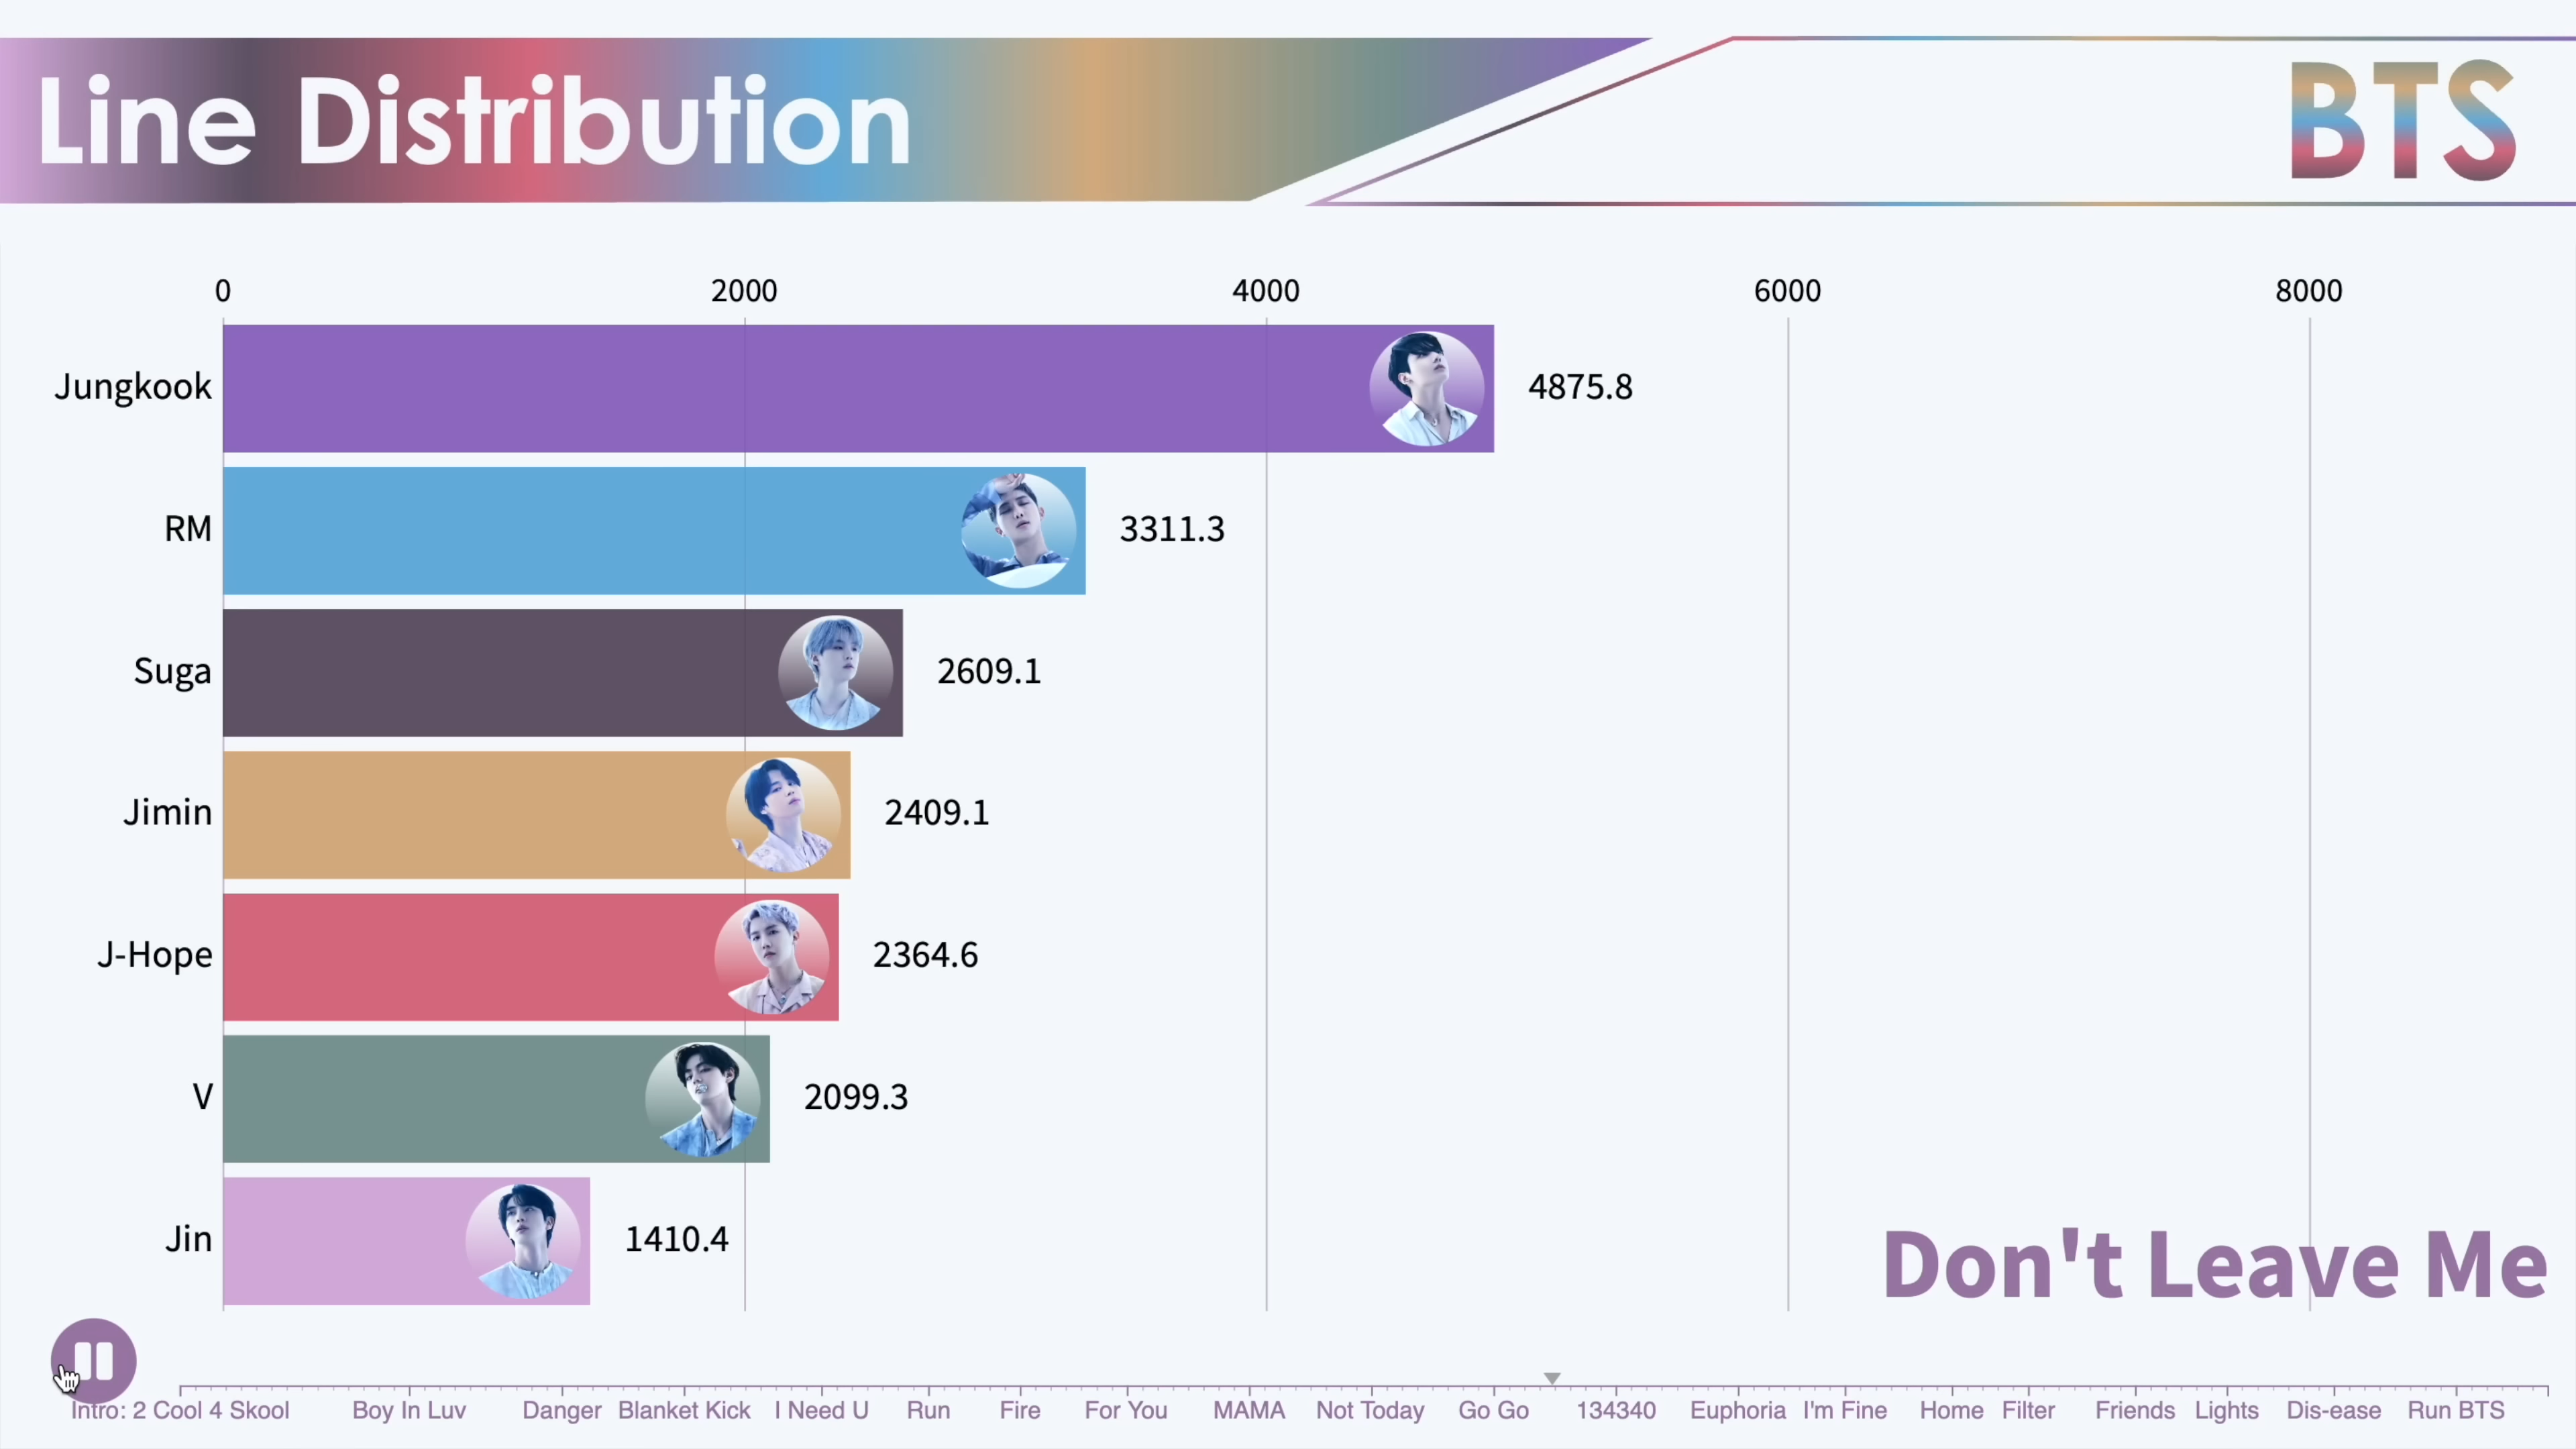 Line Distribution
BTS
0 2000 4000 6000 8000
Jungkook 4875.8
RM 3311.3
Suga 2609.1
Jimin 2409.1
J-Hope 2364.6
V 2099.3
Jin 1410.4
Don't Leave Me
Intro: 2 Cool 4 Skool Boy In Luv Danger Blanket Kick I Need U Run Fire For You MAMA Not Today Go Go 134340 Euphoria I'm Fine Home Filter Friends Lights Dis-ease Run BTS